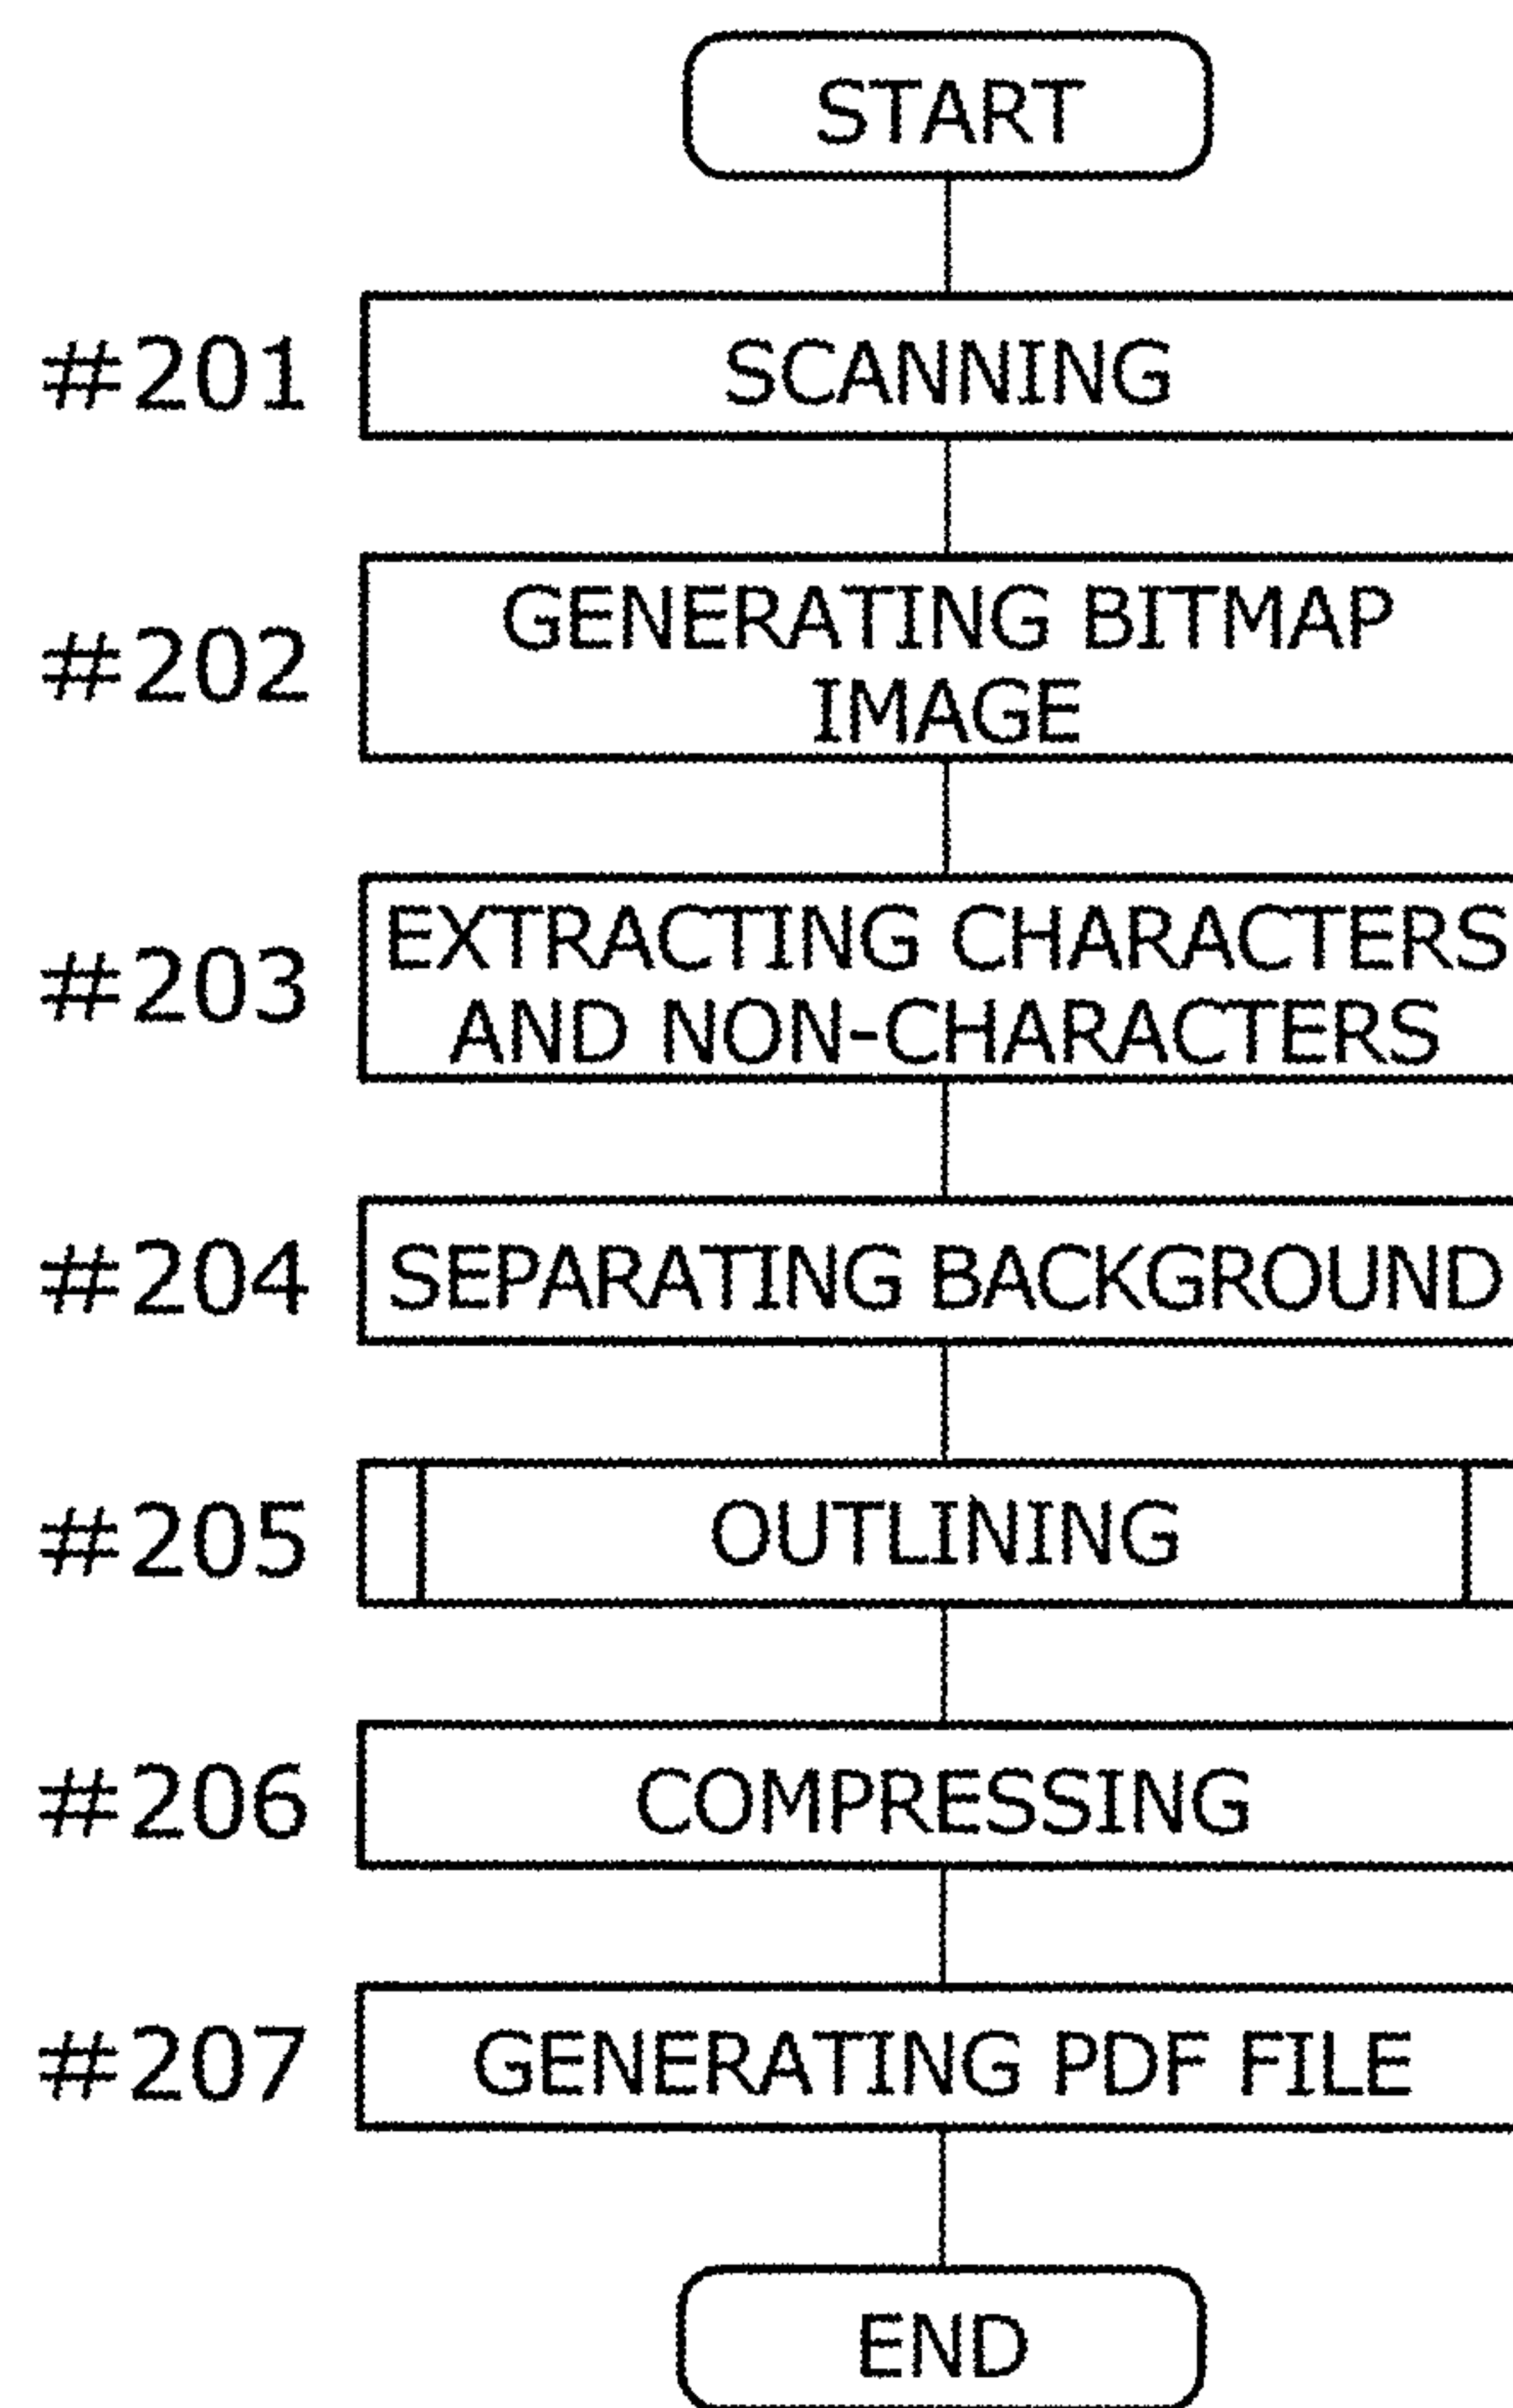 START
#201 SCANNING
#202 GENERATING BITMAP
IMAGE
#203 EXTRACTING CHARACTERS
AND NON-CHARACTERS
#204 SEPARATING BACKGROUND
#205 OUTLINING
#206 COMPRESSING
#207 GENERATING PDF FILE
END